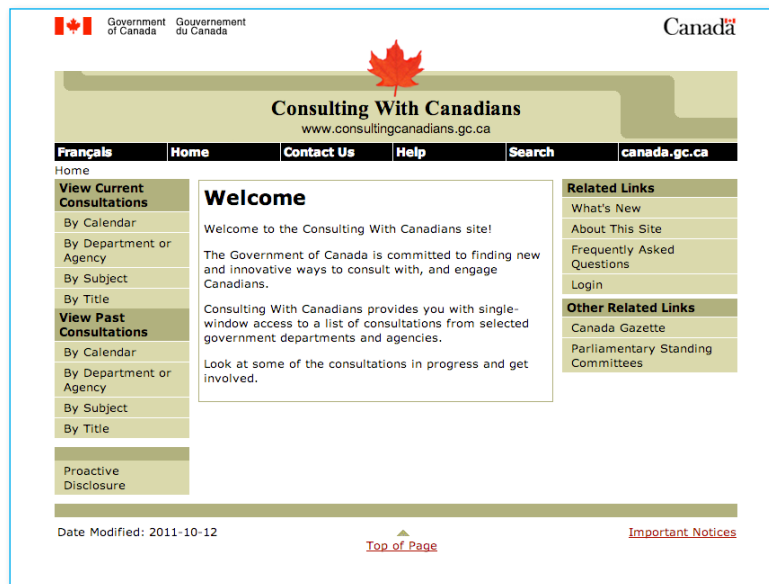 Government of Canada
Gouvernement du Canada
Canada
Consulting With Canadians
www.consultingcanadians.gc.ca
Français Home Contact Us Help Search canada.gc.ca
Home
View Current
Consultations
By Calendar
By Department or
Agency
By Subject
By Title
View Past
Consultations
By Calendar
By Department or
Agency
By Subject
By Title
Proactive
Disclosure
Welcome
Welcome to the Consulting With Canadians site!
The Government of Canada is committed to finding new
and innovative ways to consult with, and engage
Canadians.
Consulting With Canadians provides you with single-
window access to a list of consultations from selected
government departments and agencies.
Look at some of the consultations in progress and get
involved.
Related Links
What's New
About This Site
Frequently Asked
Questions
Login
Other Related Links
Canada Gazette
Parliamentary Standing
Committees
Date Modified: 2011-10-12
Top of Page
Important Notices